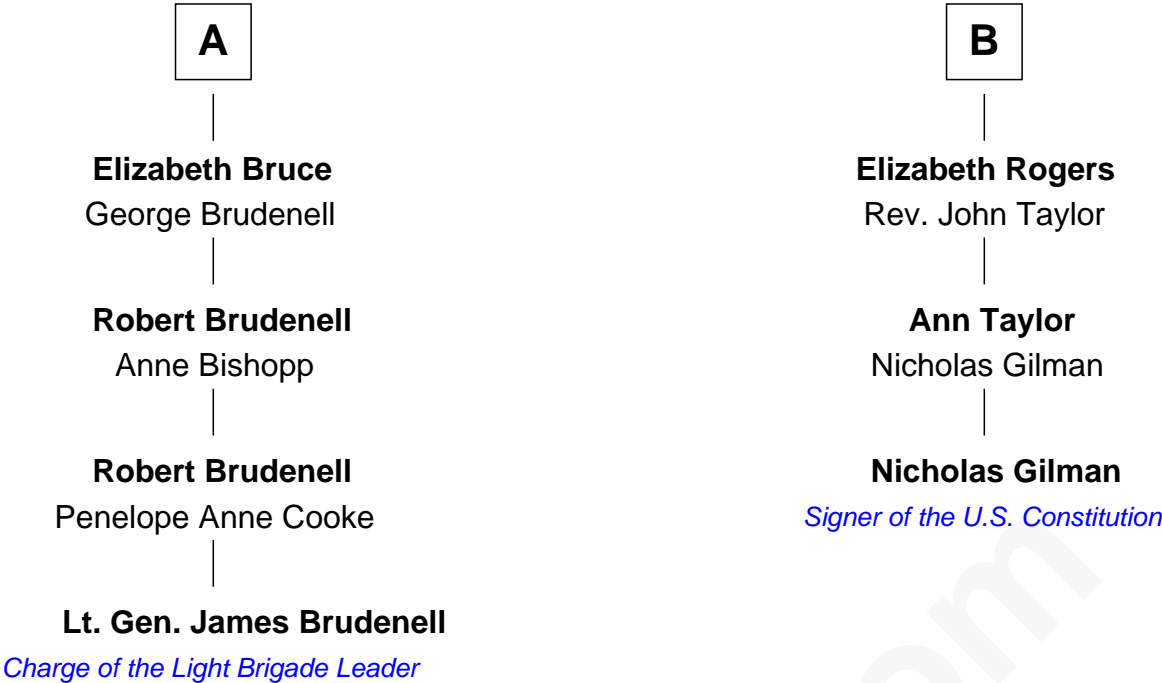 A
Elizabeth Bruce
George Brudenell
Robert Brudenell
Anne Bishopp
Robert Brudenell
Penelope Anne Cooke
Lt. Gen. James Brudenell
Charge of the Light Brigade Leader
B
Elizabeth Rogers
Rev. John Taylor
Ann Taylor
Nicholas Gilman
Nicholas Gilman
Signer of the U.S. Constitution